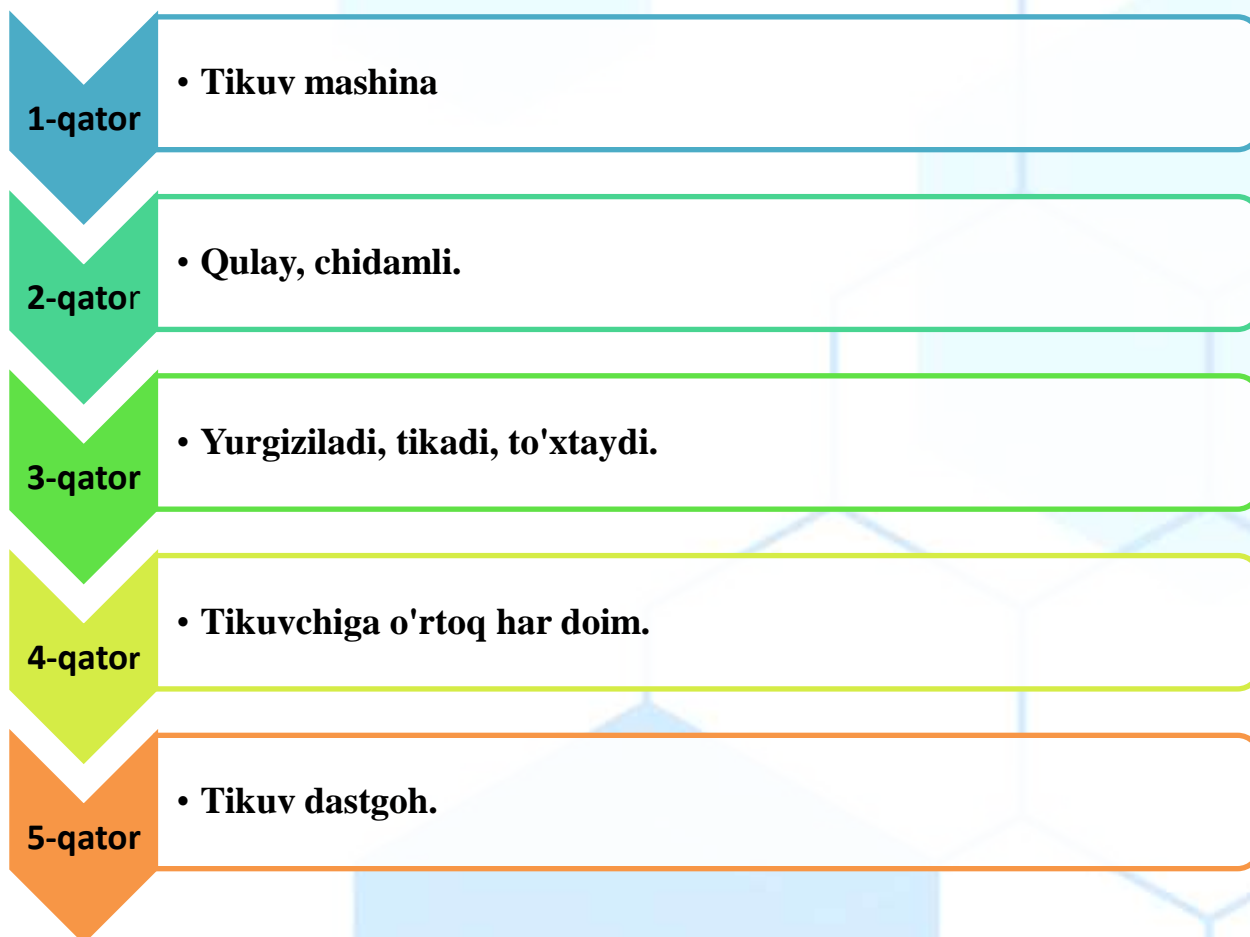 1-qator
• Tikuv mashina
2-qator
• Qulay, chidamli.
3-qator
• Yurgiziladi, tikadi, to'xtaydi.
4-qator
• Tikuvchiga o'rtoq har doim.
5-qator
• Tikuv dastgoh.